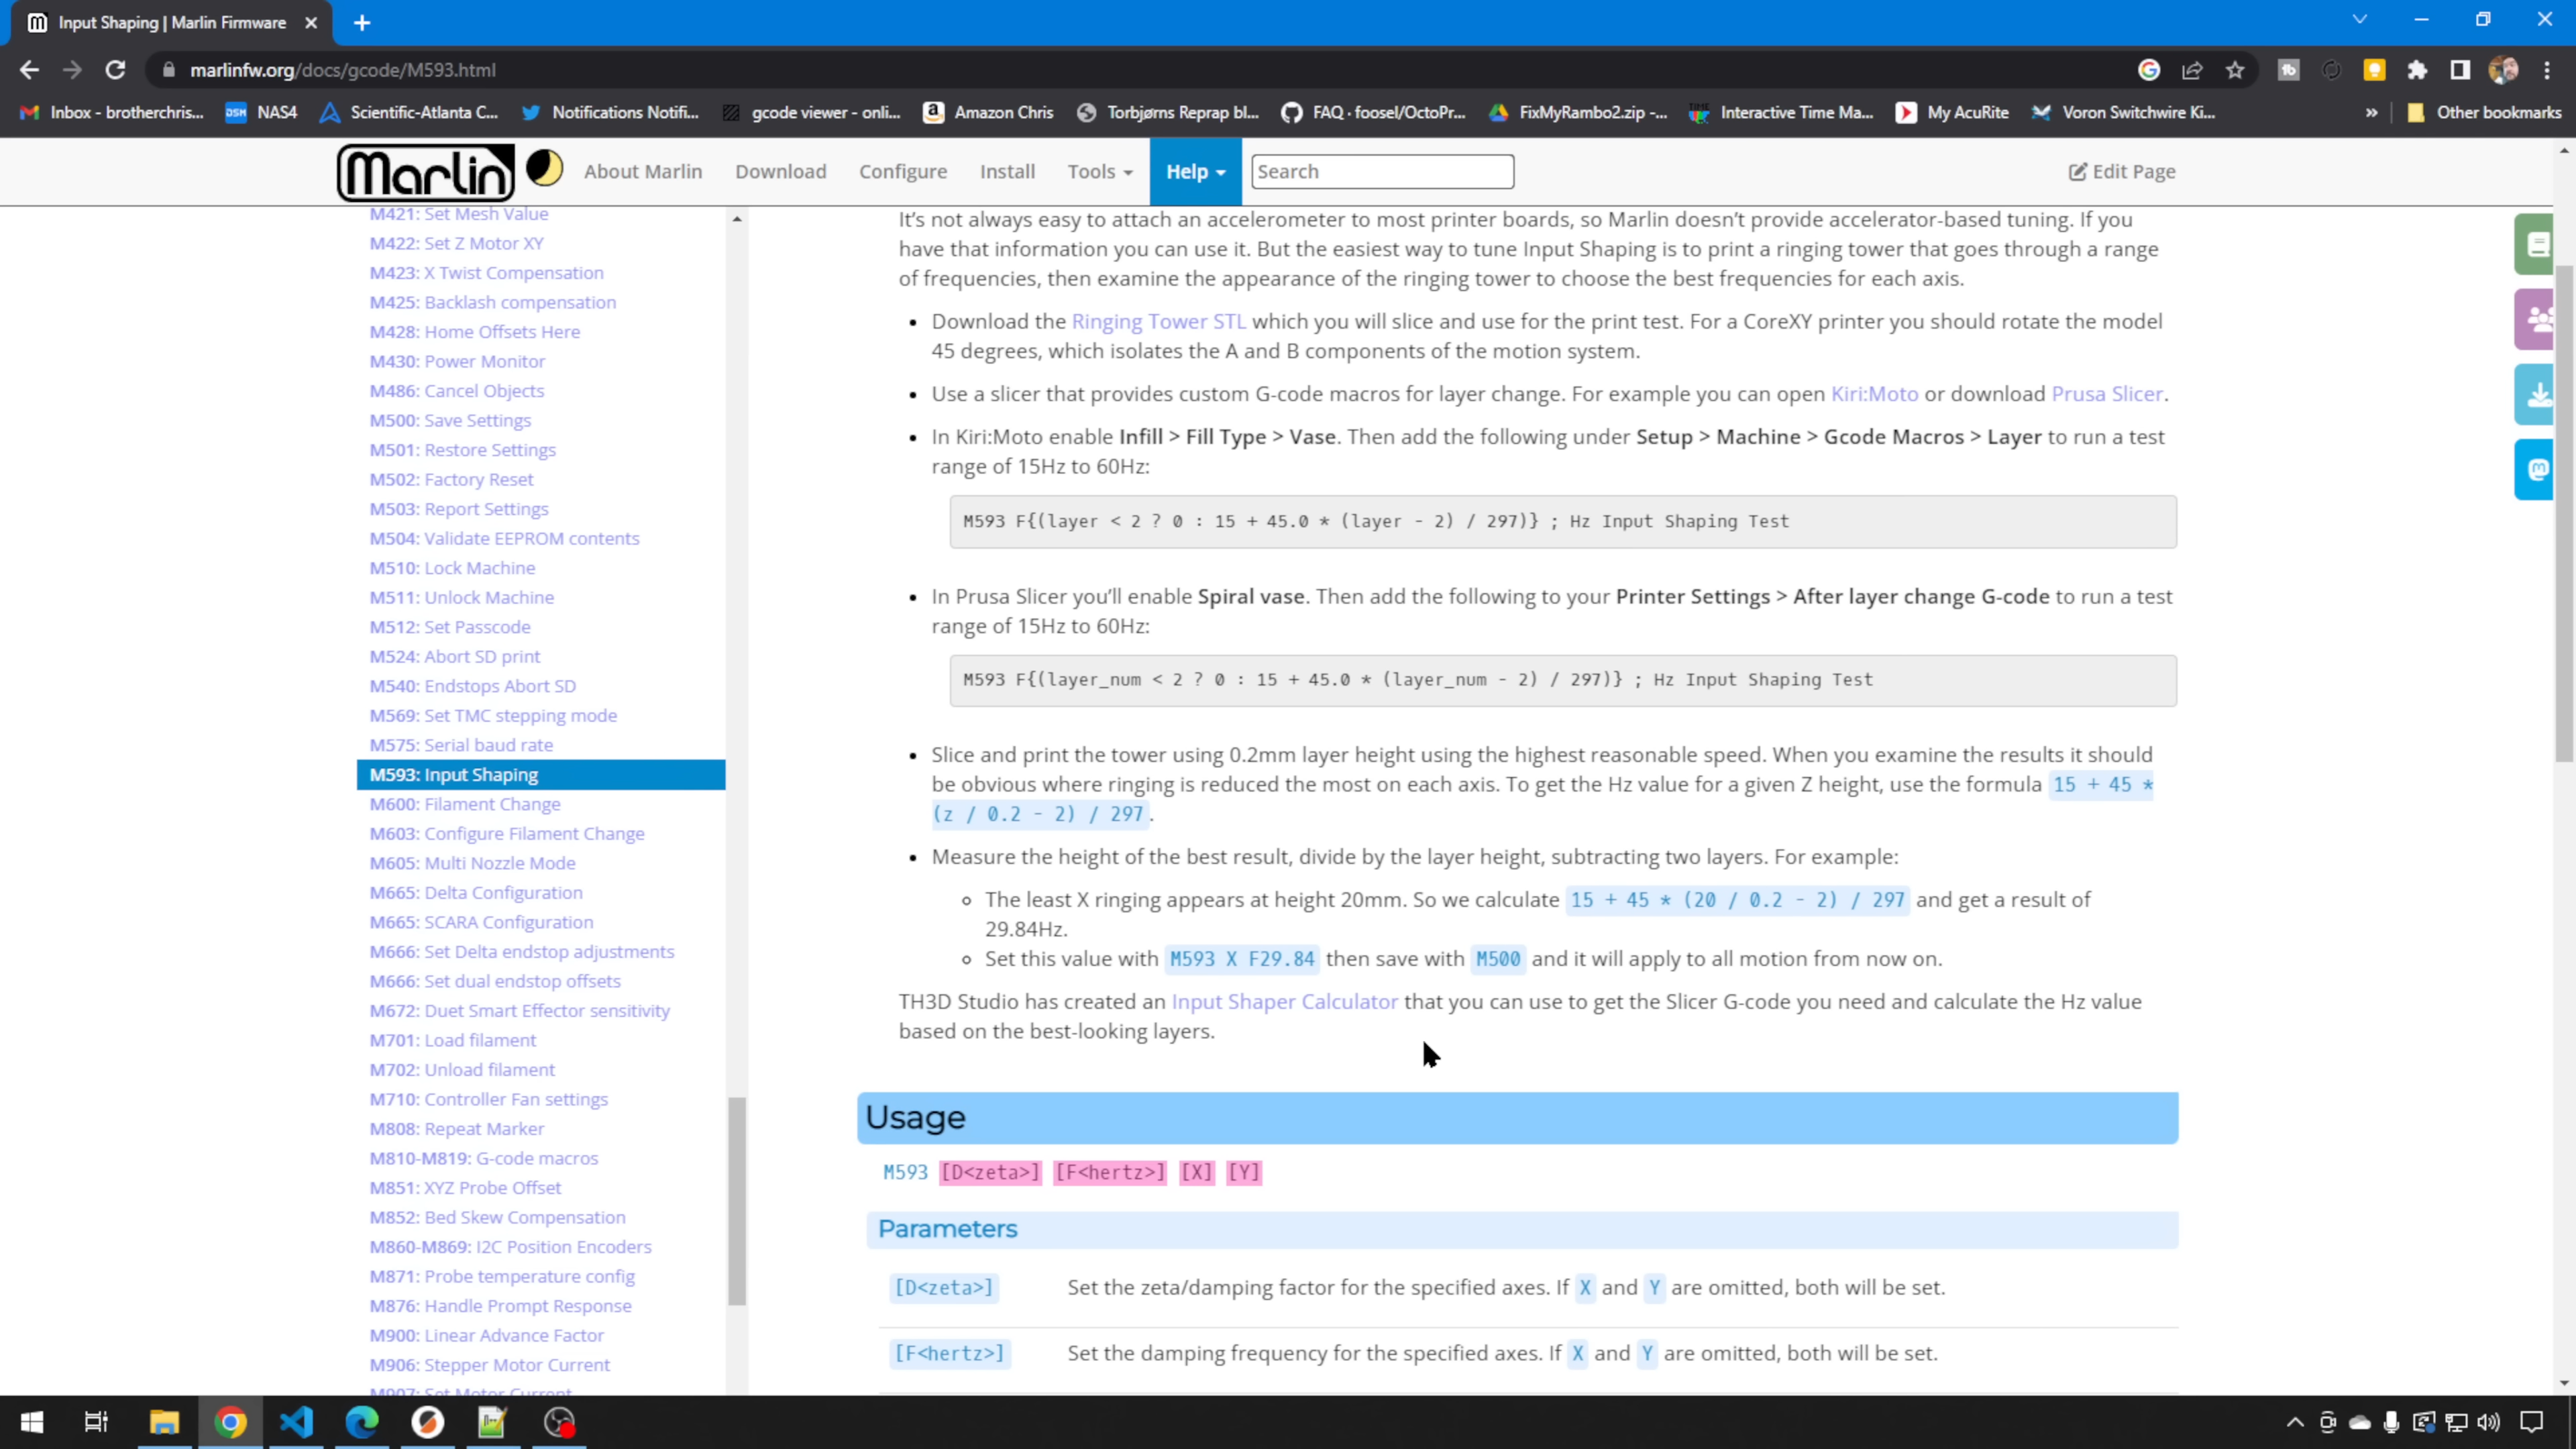 Input Shaping | Marlin Firmware
marlinfw.org/docs/gcode/M593.html
Inbox - brotherchris...
NAS4
Scientific-Atlanta C...
Notifications Notifi...
gcode viewer - onli...
Amazon Chris
Torbjørns Reprap bl...
FAQ · foosel/OctoPr...
FixMyRambo2.zip -...
Interactive Time Ma...
My AcuRite
Voron Switchwire Ki...
»
Other bookmarks
Marlin
About Marlin
Download
Configure
Install
Tools
Help
Search
Edit Page
M421: Set Mesh Value
M422: Set Z Motor XY
M423: X Twist Compensation
M425: Backlash compensation
M428: Home Offsets Here
M430: Power Monitor
M486: Cancel Objects
M500: Save Settings
M501: Restore Settings
M502: Factory Reset
M503: Report Settings
M504: Validate EEPROM contents
M510: Lock Machine
M511: Unlock Machine
M512: Set Passcode
M524: Abort SD print
M540: Endstops Abort SD
M569: Set TMC stepping mode
M575: Serial baud rate
M593: Input Shaping
M600: Filament Change
M603: Configure Filament Change
M605: Multi Nozzle Mode
M665: Delta Configuration
M665: SCARA Configuration
M666: Set Delta endstop adjustments
M666: Set dual endstop offsets
M672: Duet Smart Effector sensitivity
M701: Load filament
M702: Unload filament
M710: Controller Fan settings
M808: Repeat Marker
M810-M819: G-code macros
M851: XYZ Probe Offset
M852: Bed Skew Compensation
M860-M869: I2C Position Encoders
M871: Probe temperature config
M876: Handle Prompt Response
M900: Linear Advance Factor
M906: Stepper Motor Current
M907: Set Motor Current
It's not always easy to attach an accelerometer to most printer boards, so Marlin doesn't provide accelerator-based tuning. If you
have that information you can use it. But the easiest way to tune Input Shaping is to print a ringing tower that goes through a range
of frequencies, then examine the appearance of the ringing tower to choose the best frequencies for each axis.
• Download the Ringing Tower STL which you will slice and use for the print test. For a CoreXY printer you should rotate the model
45 degrees, which isolates the A and B components of the motion system.
• Use a slicer that provides custom G-code macros for layer change. For example you can open Kiri:Moto or download Prusa Slicer.
• In Kiri:Moto enable Infill > Fill Type > Vase. Then add the following under Setup > Machine > Gcode Macros > Layer to run a test
range of 15Hz to 60Hz:
M593 F{(layer < 2 ? 0 : 15 + 45.0 * (layer - 2) / 297)} ; Hz Input Shaping Test
• In Prusa Slicer you'll enable Spiral vase. Then add the following to your Printer Settings > After layer change G-code to run a test
range of 15Hz to 60Hz:
M593 F{(layer_num < 2 ? 0 : 15 + 45.0 * (layer_num - 2) / 297)} ; Hz Input Shaping Test
• Slice and print the tower using 0.2mm layer height using the highest reasonable speed. When you examine the results it should
be obvious where ringing is reduced the most on each axis. To get the Hz value for a given Z height, use the formula 15 + 45 *
(z / 0.2 - 2) / 297.
• Measure the height of the best result, divide by the layer height, subtracting two layers. For example:
◦ The least X ringing appears at height 20mm. So we calculate 15 + 45 * (20 / 0.2 - 2) / 297 and get a result of
29.84Hz.
◦ Set this value with M593 X F29.84 then save with M500 and it will apply to all motion from now on.
TH3D Studio has created an Input Shaper Calculator that you can use to get the Slicer G-code you need and calculate the Hz value
based on the best-looking layers.
Usage
M593 [D<zeta>] [F<hertz>] [X] [Y]
Parameters
[D<zeta>] Set the zeta/damping factor for the specified axes. If X and Y are omitted, both will be set.
[F<hertz>] Set the damping frequency for the specified axes. If X and Y are omitted, both will be set.